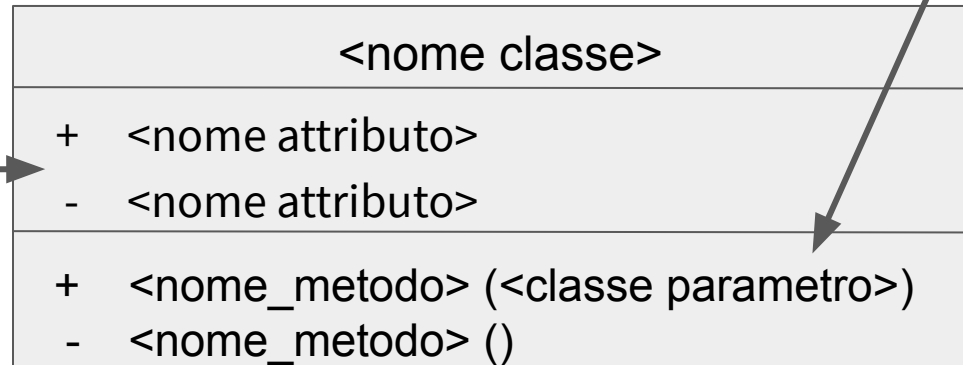 <nome classe>
+ <nome attributo>
- <nome attributo>
+ <nome_metodo> (<classe parametro>)
- <nome_metodo> ()